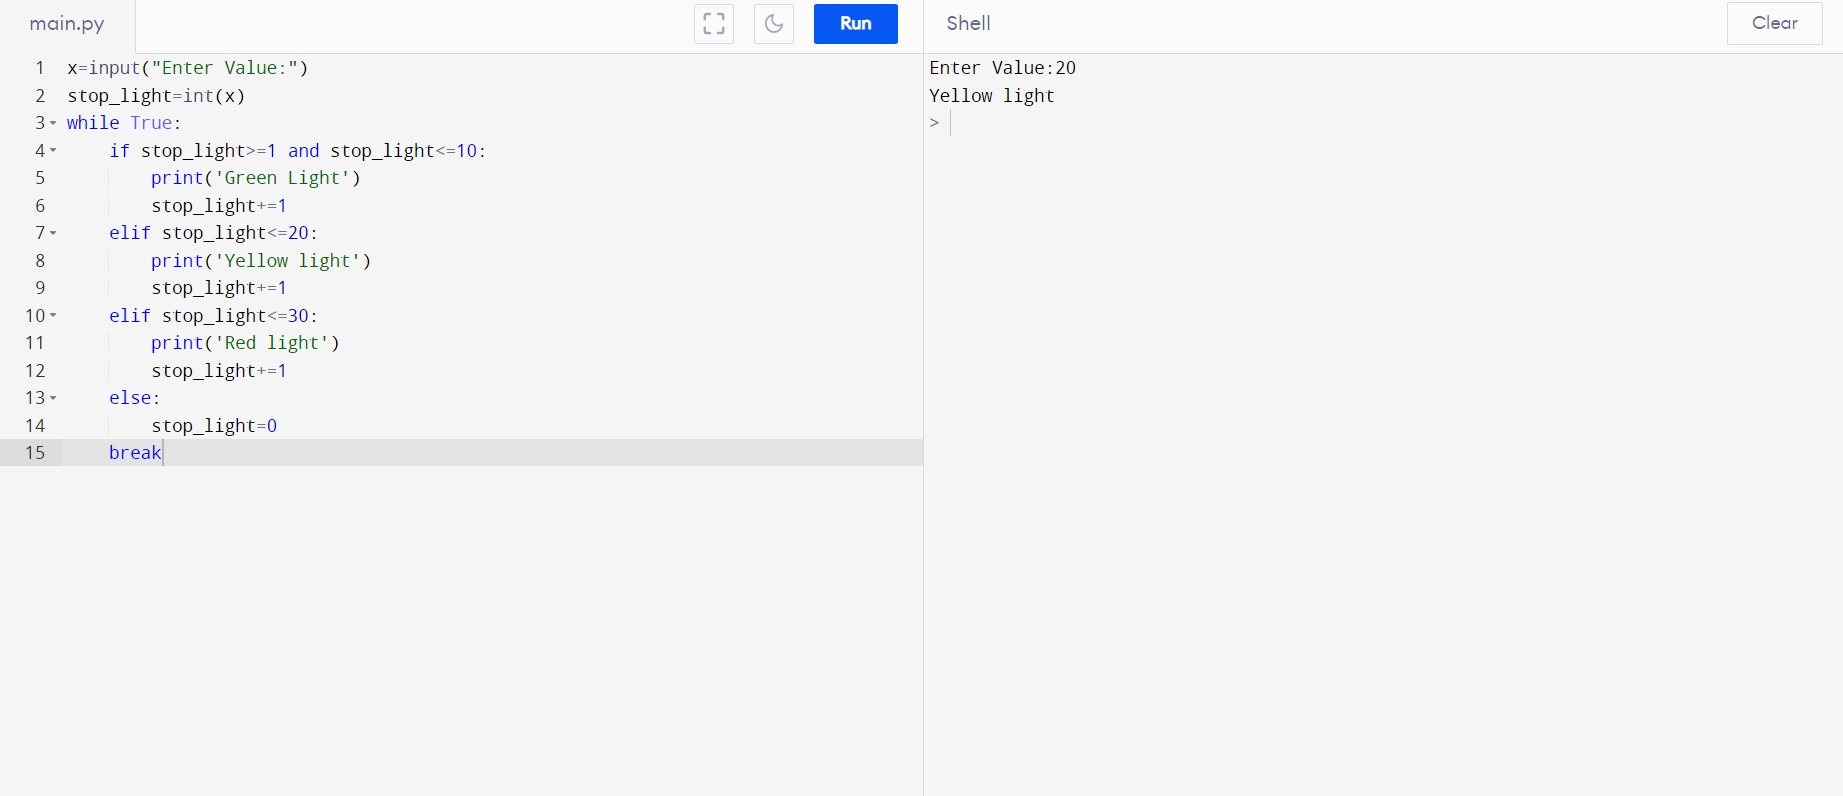 main.py Run Shell Clear
1 x=input("Enter Value:")
2 stop_light=int(x)
3 while True:
4     if stop_light>=1 and stop_light<=10:
5         print('Green Light')
6         stop_light+=1
7     elif stop_light<=20:
8         print('Yellow light')
9         stop_light+=1
10     elif stop_light<=30:
11         print('Red light')
12         stop_light+=1
13     else:
14         stop_light=0
15     break
Enter Value:20
Yellow light
>